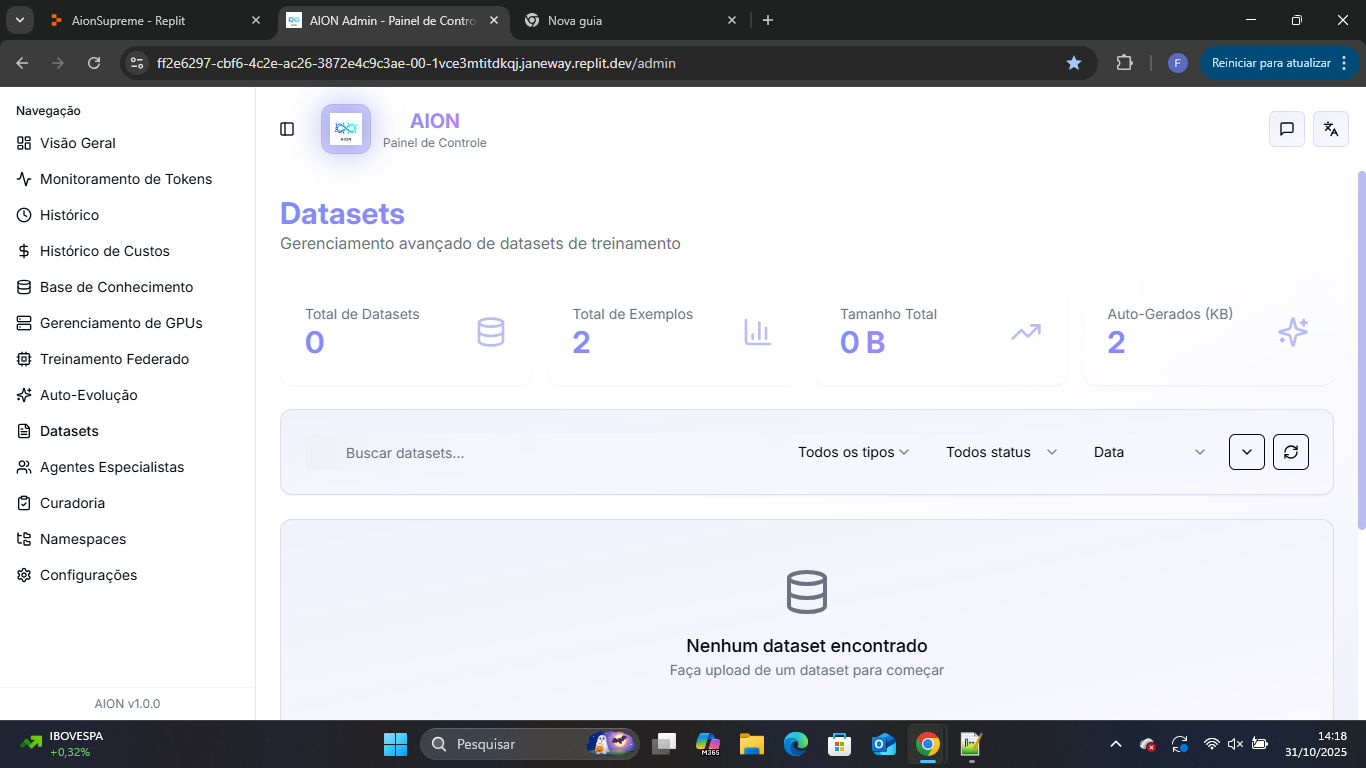 AionSupreme - Replit
AION Admin - Painel de Contro
Nova guia
ff2e6297-cbf6-4c2e-ac26-3872e4c9c3ae-00-1vce3mtitdkqj.janeway.replit.dev/admin
F
Reiniciar para atualizar
Navegação
Visão Geral
Monitoramento de Tokens
Histórico
Histórico de Custos
Base de Conhecimento
Gerenciamento de GPUs
Treinamento Federado
Auto-Evolução
Datasets
Agentes Especialistas
Curadoria
Namespaces
Configurações
AION v1.0.0
AION
AION
Painel de Controle
Datasets
Gerenciamento avançado de datasets de treinamento
Total de Datasets
0
Total de Exemplos
2
Tamanho Total
0 B
Auto-Gerados (KB)
2
Buscar datasets...
Todos os tipos
Todos status
Data
Nenhum dataset encontrado
Faça upload de um dataset para começar
IBOVESPA
+0,32%
Pesquisar
M365
14:18
31/10/2025